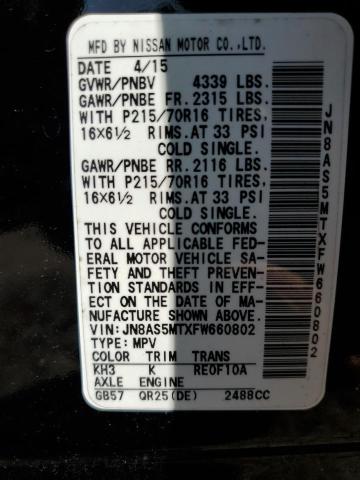 MFD BY NISSAN MOTOR CO.,LTD.
DATE 4/15
GVWR/PNBV 4339 LBS.
GAWR/PNBE FR. 2315 LBS.
WITH P215/70R16 TIRES,
16X6½ RIMS.AT 33 PSI
COLD SINGLE.
GAWR/PNBE RR. 2116 LBS.
WITH P215/70R16 TIRES,
16X6½ RIMS.AT 33 PSI
COLD SINGLE.
THIS VEHICLE CONFORMS
TO ALL APPLICABLE FED-
ERAL MOTOR VEHICLE SA-
FETY AND THEFT PREVEN-
TION STANDARDS IN EFFECT
ON THE DATE OF MA-
NUFACTURE SHOWN ABOVE.
VIN:JN8AS5MTXFW660802
TYPE:MPV
COLOR TRIM TRANS
KH3 K RE0F10A
AXLE ENGINE
GB57 QR25(DE) 2488CC
JN8AS5MTXFW660802